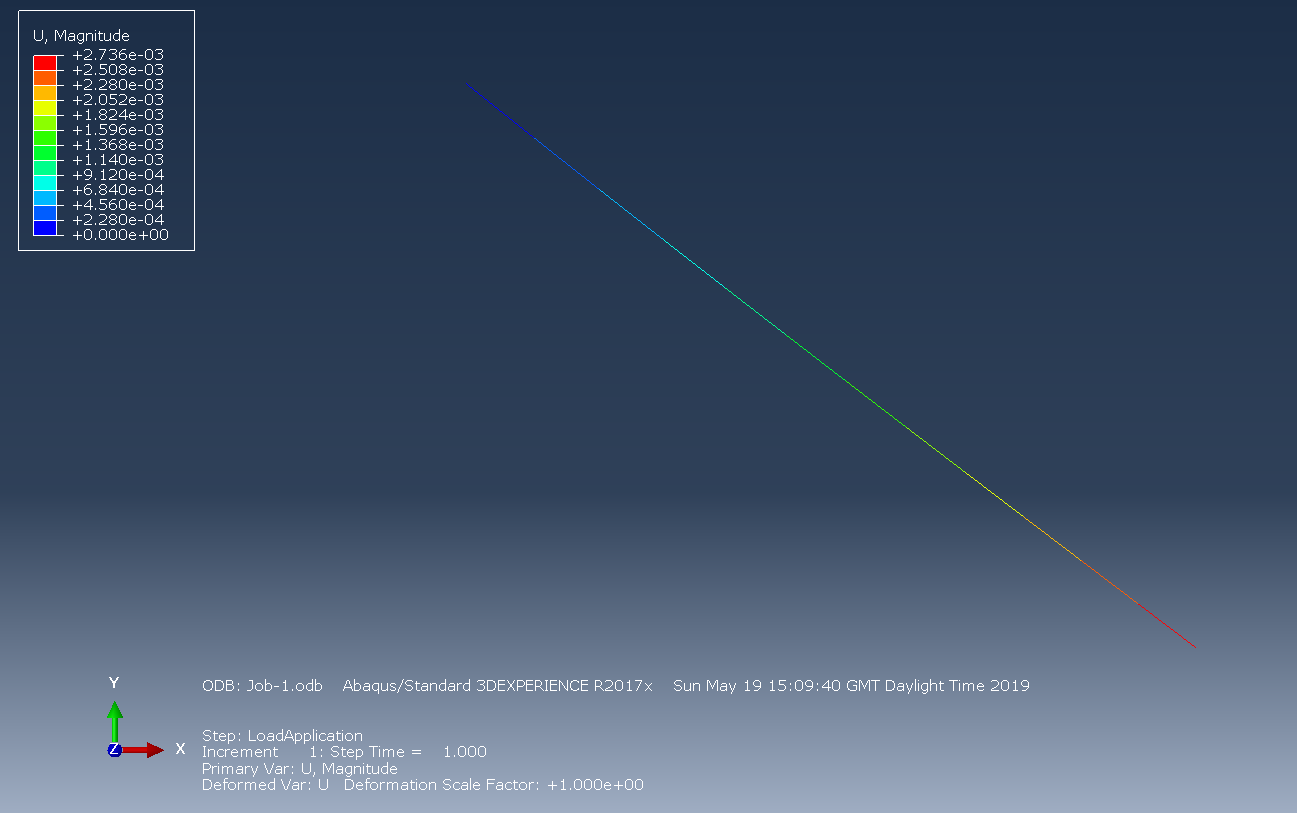 U, Magnitude
+2.736e-03
+2.508e-03
+2.280e-03
+2.052e-03
+1.824e-03
+1.596e-03
+1.368e-03
+1.140e-03
+9.120e-04
+6.840e-04
+4.560e-04
+2.280e-04
+0.000e+00
Y
Z
X
ODB: Job-1.odb Abaqus/Standard 3DEXPERIENCE R2017x Sun May 19 15:09:40 GMT Daylight Time 2019
Step: LoadApplication
Increment 1: Step Time = 1.000
Primary Var: U, Magnitude
Deformed Var: U Deformation Scale Factor: +1.000e+00